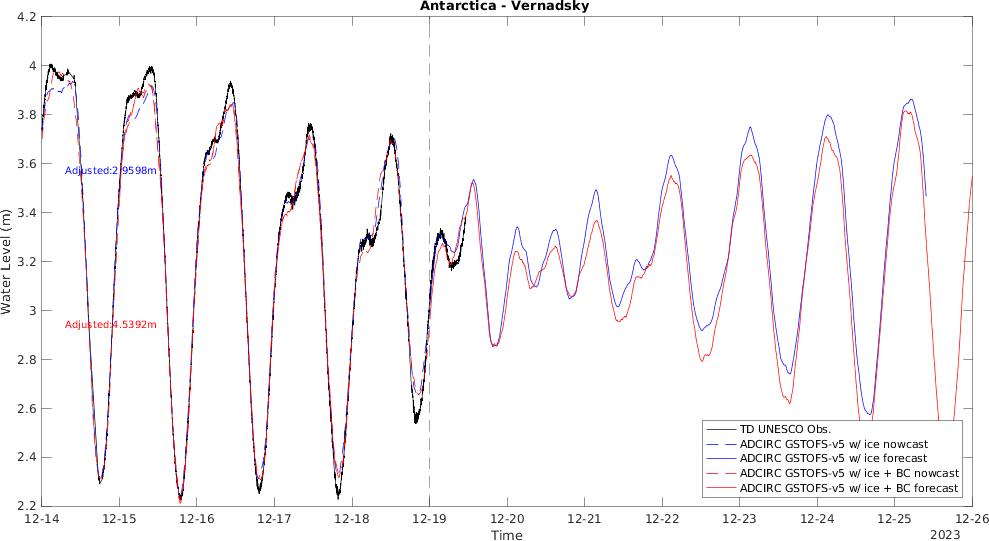 Antarctica - Vernadsky
4.2
4
3.8
3.6
3.4
3.2
3
2.8
2.6
2.4
2.2
Water Level (m)
Adjusted:2.9598m
Adjusted:4.5392m
TD UNESCO Obs.
ADCIRC GSTOFS-v5 w/ ice nowcast
ADCIRC GSTOFS-v5 w/ ice forecast
ADCIRC GSTOFS-v5 w/ ice + BC nowcast
ADCIRC GSTOFS-v5 w/ ice + BC forecast
12-14 12-15 12-16 12-17 12-18 12-19 12-20 12-21 12-22 12-23 12-24 12-25 12-26
Time
2023